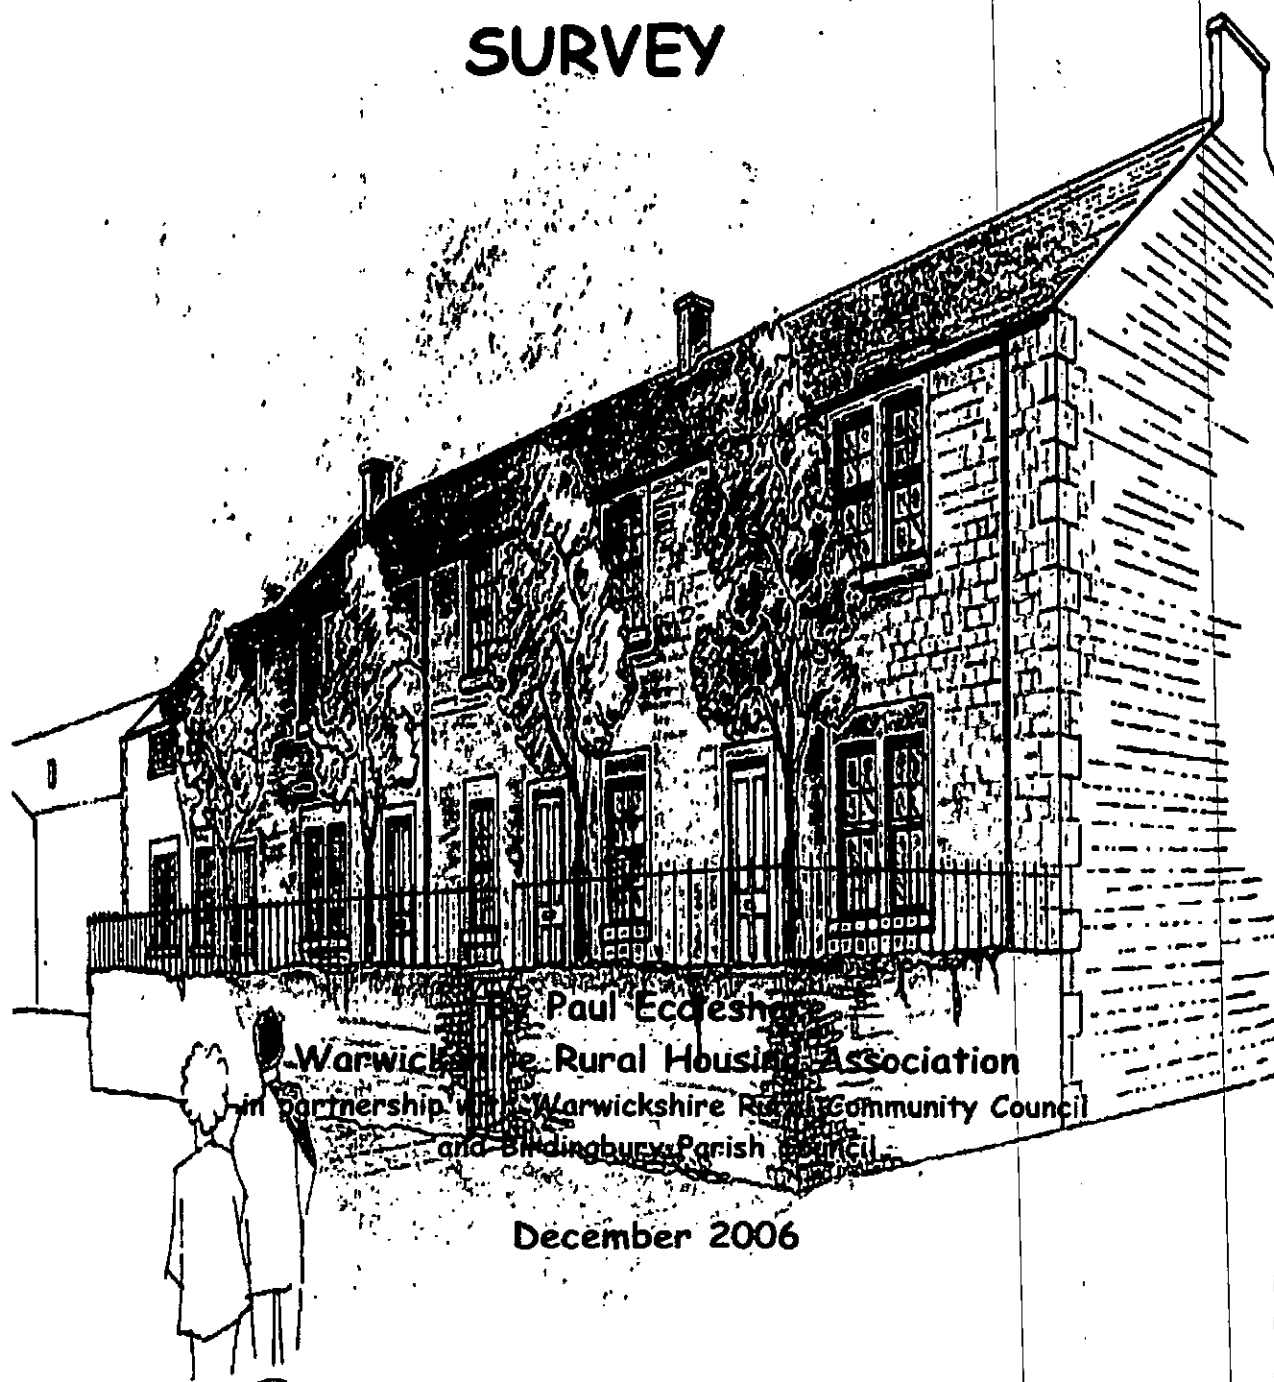 SURVEY
By Paul Eccleshare
Warwickshire Rural Housing Association
in partnership with Warwickshire Rural Community Council
and Birdingbury Parish Council
December 2006